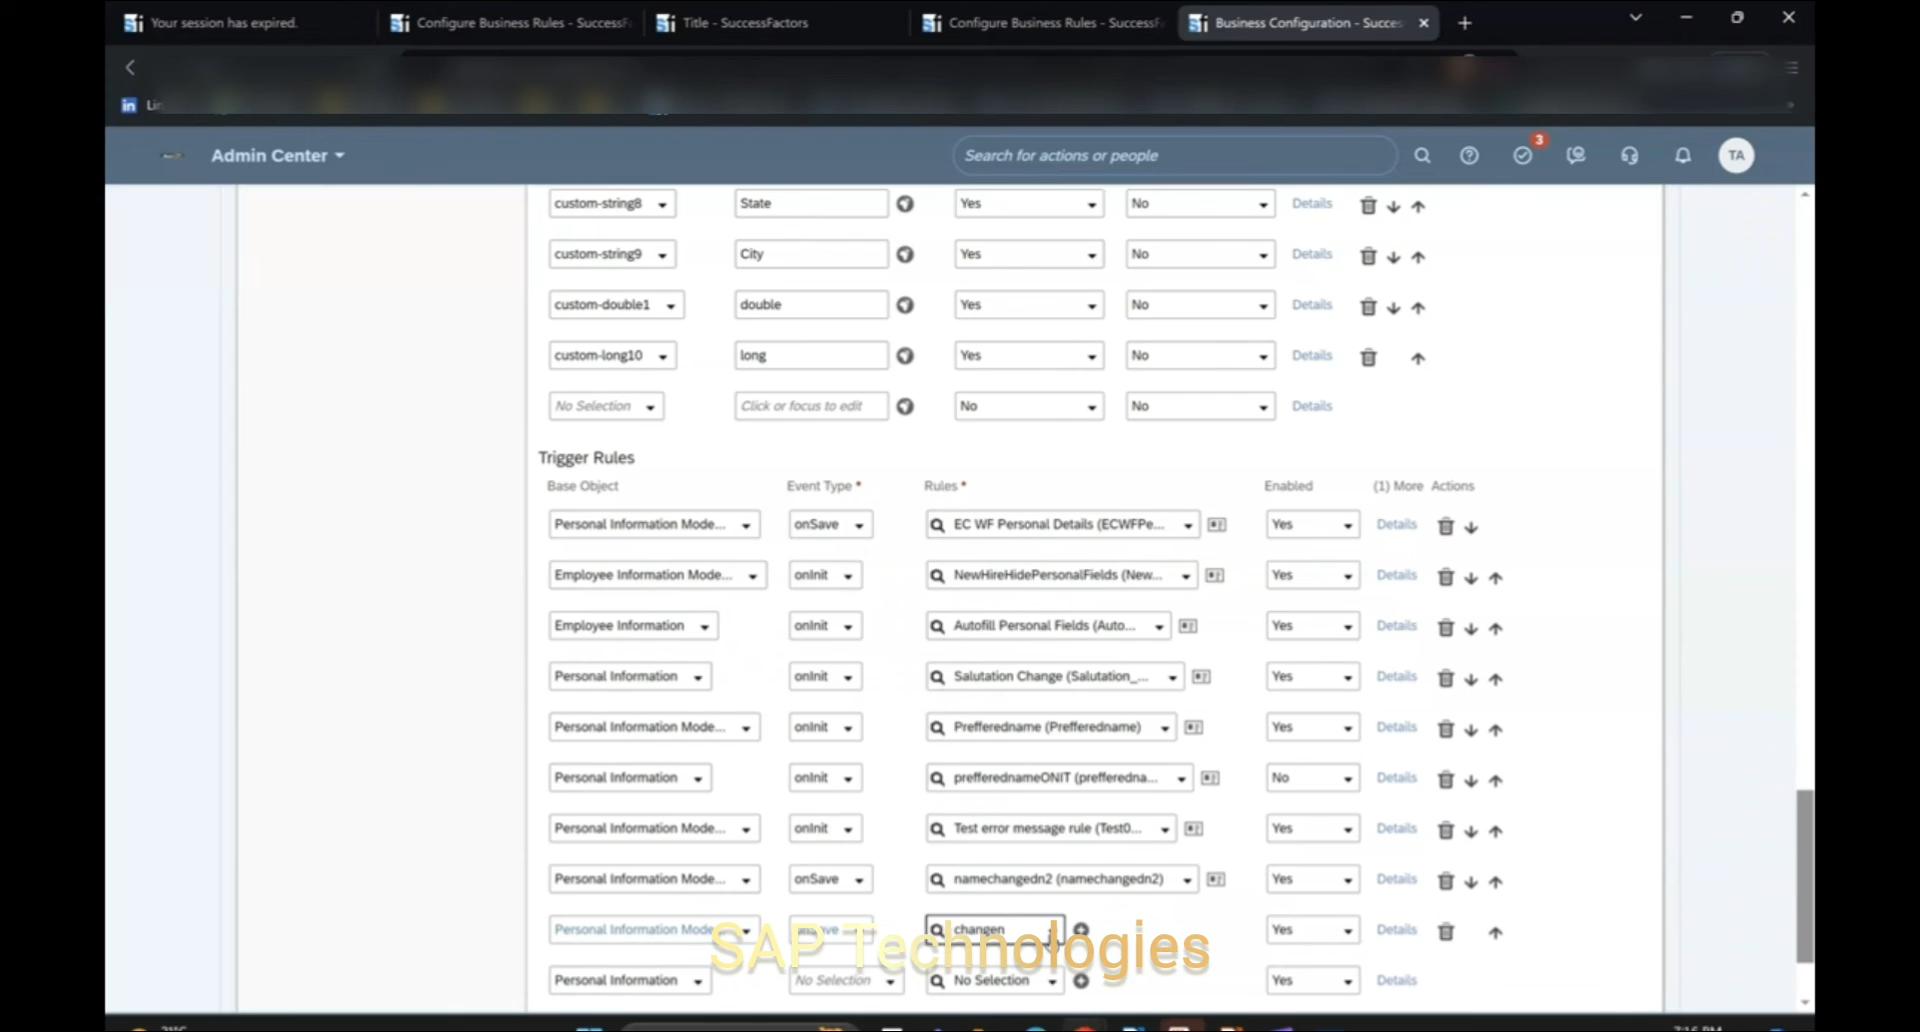 Your session has expired.
Configure Business Rules - SuccessF
Title - SuccessFactors
Configure Business Rules - SuccessF
Business Configuration - Succes
in
Admin Center
Search for actions or people
3
TA
custom-string8 State Yes No Details
custom-string9 City Yes No Details
custom-double1 double Yes No Details
custom-long10 long Yes No Details
No Selection Click or focus to edit No No Details
Trigger Rules
Base Object Event Type * Rules * Enabled (1) More Actions
Personal Information Mode... onSave EC WF Personal Details (ECWFPe... Yes Details
Employee Information Mode... onInit NewHireHidePersonalFields (New... Yes Details
Employee Information onInit Autofill Personal Fields (Auto... Yes Details
Personal Information onInit Salutation Change (Salutation_... Yes Details
Personal Information Mode... onInit Prefferedname (Prefferedname) Yes Details
Personal Information onInit prefferednameONIT (prefferedna... No Details
Personal Information Mode... onInit Test error message rule (Test0... Yes Details
Personal Information Mode... onSave namechangedn2 (namechangedn2) Yes Details
Personal Information Mode changen Yes Details
SAP Technologies
Personal Information No Selection No Selection Yes Details